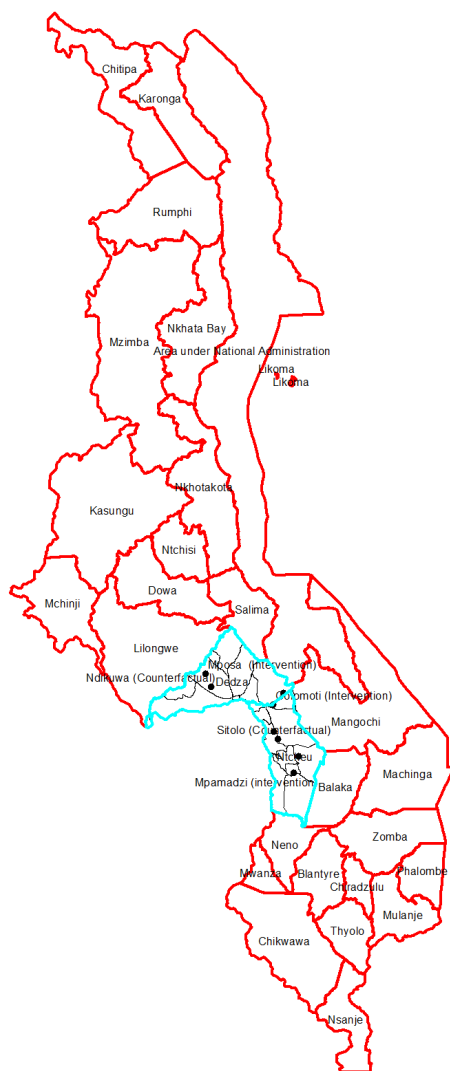 Chitipa
Karonga
Rumphi
Nkhata Bay
Mzimba
Area under National Administration
Likoma
Likoma
Nkhotakota
Kasungu
Ntchisi
Dowa
Mchinji
Salima
Lilongwe
Mposa (Intervention)
Ndikuwa (Counterfactual)
Dedza
Golomoti (Intervention)
Mangochi
Sitolo (Counterfactual)
Ntcheu
Machinga
Mpamadzi (intervention)
Balaka
Zomba
Neno
Phalombe
Mwanza
Blantyre
Chiradzulu
Mulanje
Thyolo
Chikwawa
Nsanje